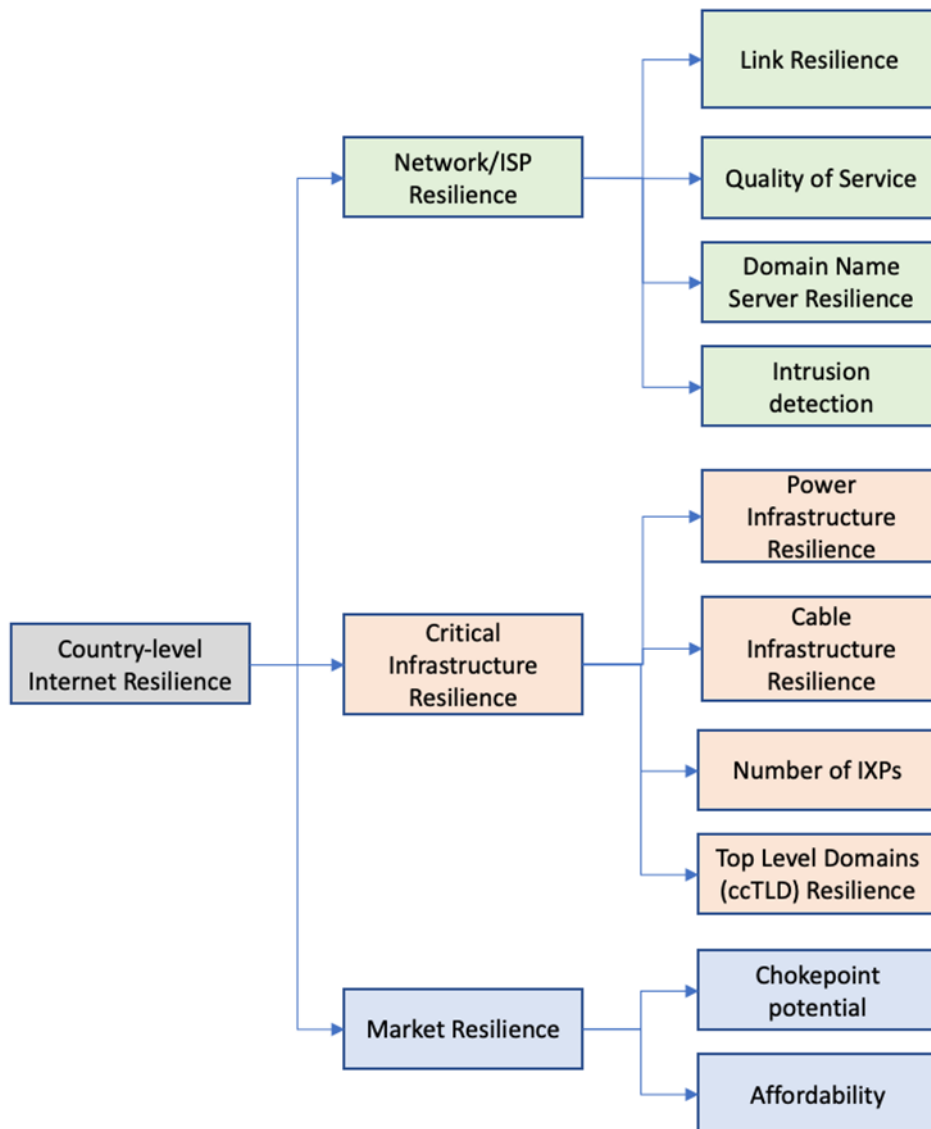 Link Resilience
Network/ISP
Resilience
Quality of Service
Domain Name
Server Resilience
Intrusion
detection
Power
Infrastructure
Resilience
Country-level
Internet Resilience
Critical
Infrastructure
Resilience
Cable
Infrastructure
Resilience
Number of IXPs
Top Level Domains
(ccTLD) Resilience
Market Resilience
Chokepoint
potential
Affordability